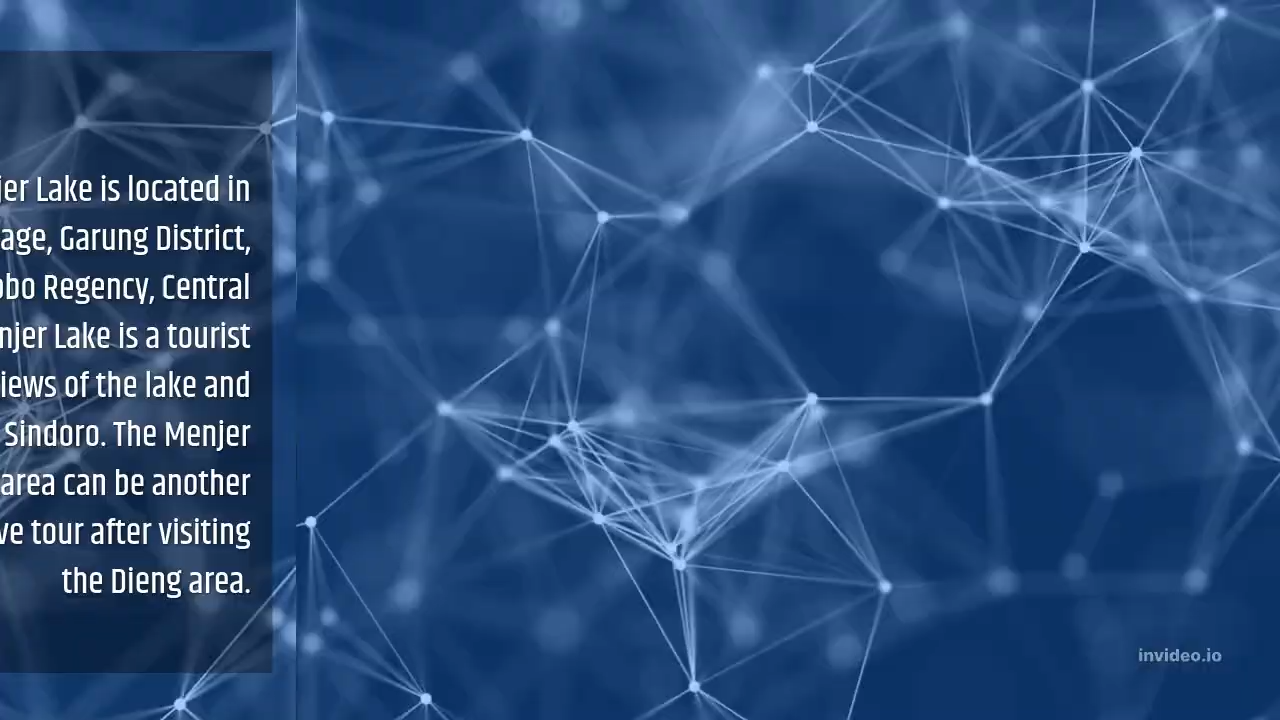 jer Lake is located in
age, Garung District,
obo Regency, Central
njer Lake is a tourist
iews of the lake and
Sindoro. The Menjer
area can be another
ve tour after visiting
the Dieng area.
invideo.io